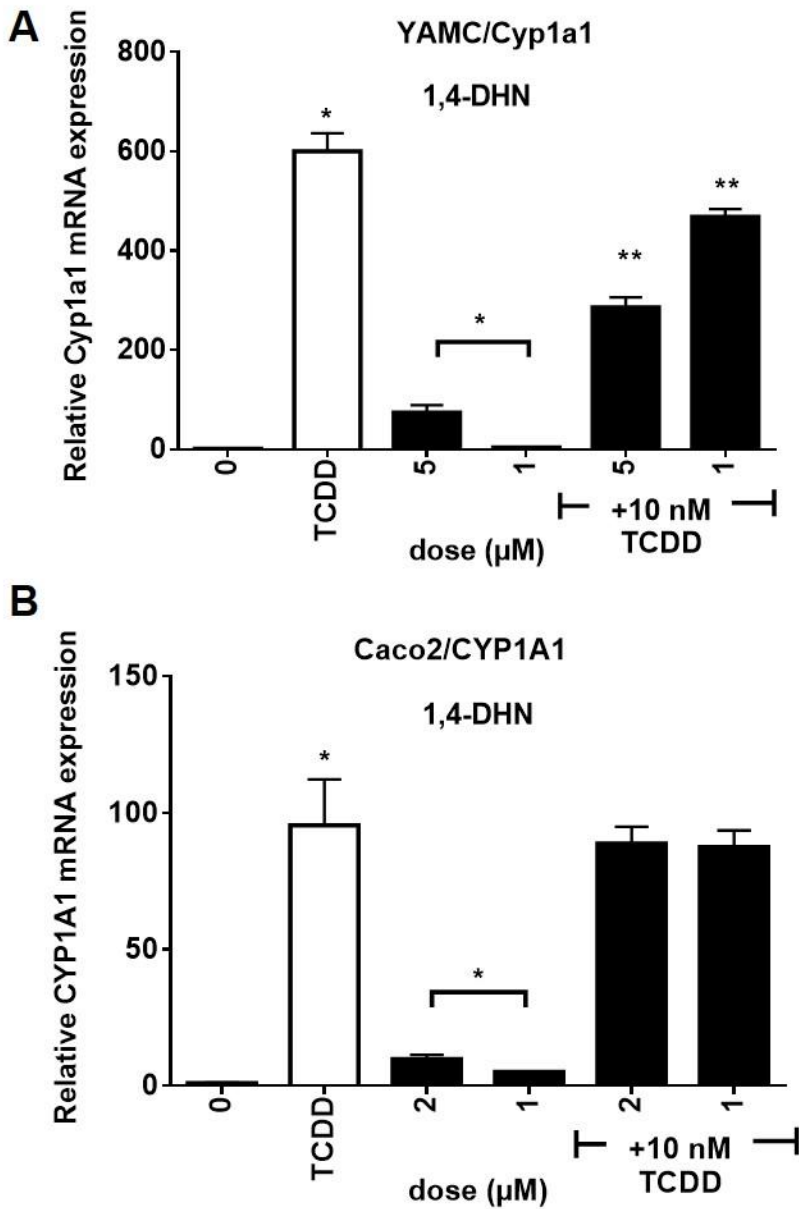 A
YAMC/Cyp1a1
1,4-DHN
Relative Cyp1a1 mRNA expression
800
600
400
200
0
*
*
**
**
0
TCDD
5
1
5
1
dose (µM)
+10 nM
TCDD
B
Caco2/CYP1A1
1,4-DHN
Relative CYP1A1 mRNA expression
150
100
50
0
*
*
0
TCDD
2
1
2
1
dose (µM)
+10 nM
TCDD